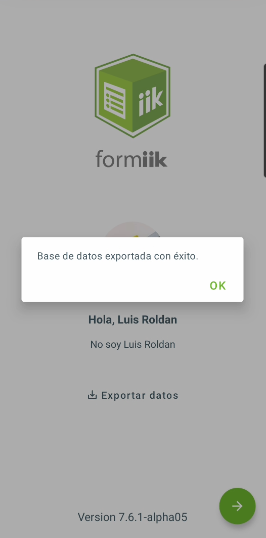 iik
formiik
Base de datos exportada con éxito.
OK
Hola, Luis Roldan
No soy Luis Roldan
Exportar datos
Version 7.6.1-alpha05